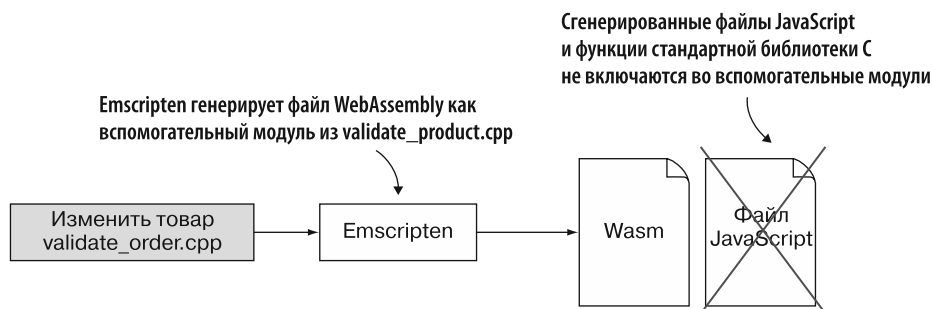 Сгенерированные файлы JavaScript
и функции стандартной библиотеки C
не включаются во вспомогательные модули
Emscripten генерирует файл WebAssembly как
вспомогательный модуль из validate_product.cpp
Изменить товар
validate_order.cpp
Emscripten
Wasm
Файл
JavaScript